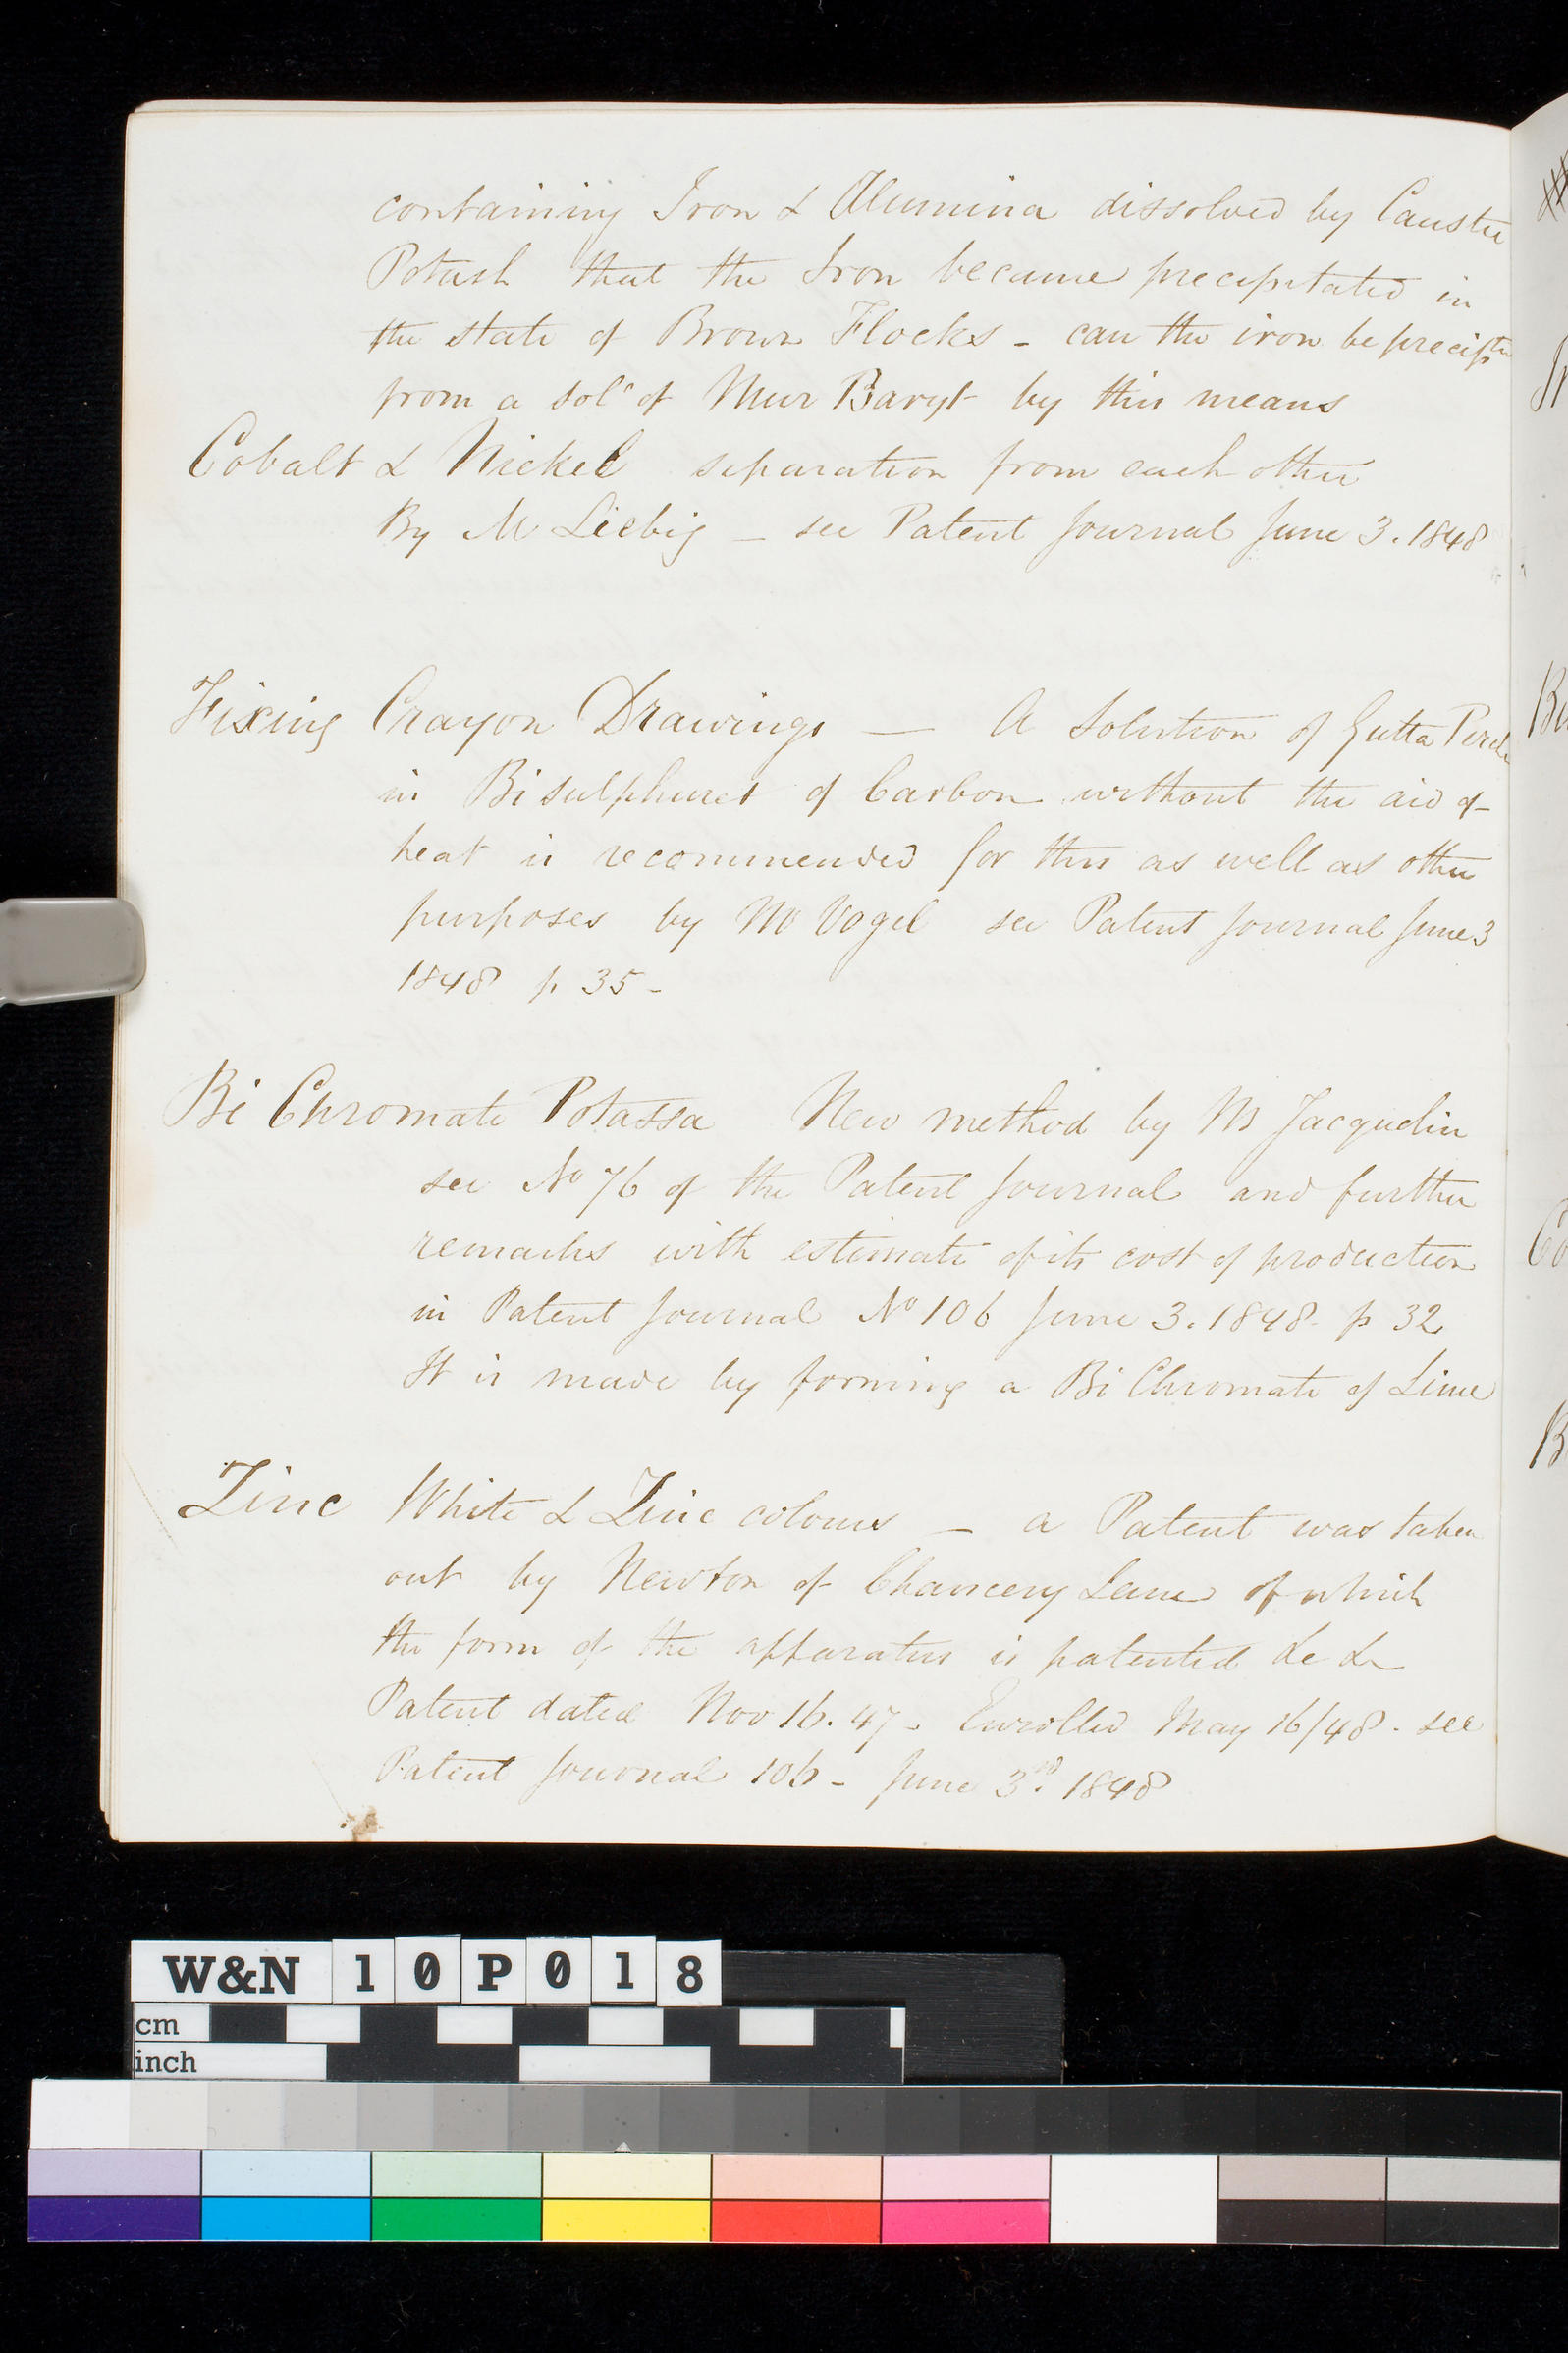 containing Iron & Alumina dissolved by Caustic
Potash that the Iron became precipitated in
the state of Brown Flocks - can the iron be precipted
from a soln of Mur Baryt by this means
Cobalt & Nickel separation from each other
By M Liebig - see Patent Journal June 3. 1848
Fixing Crayon Drawings — A Solution of Gutta Percha
in Bi sulphuret of Carbon without the aid of
heat is recommended for this as well as other
purposes by M Vogel see Patent Journal June 3
1848 p 35 -
Bi Chromate Potassa New method by M Jacquelin
see No 76 of the Patent Journal and further
remarks with estimate of its cost of production
in Patent Journal No 106 June 3. 1848. p 32
It is made by forming a Bi Chromate of Lime
Zinc White & Zinc colours - a Patent was taken
out by Newton of Chancery Lane of which
the form of the apparatus is patented &c &c
Patent dated Nov 16. 47. Enrolled May 16/48. see
Patent Journal 106 - June 3rd. 1848
W&N 10P018
cm
inch